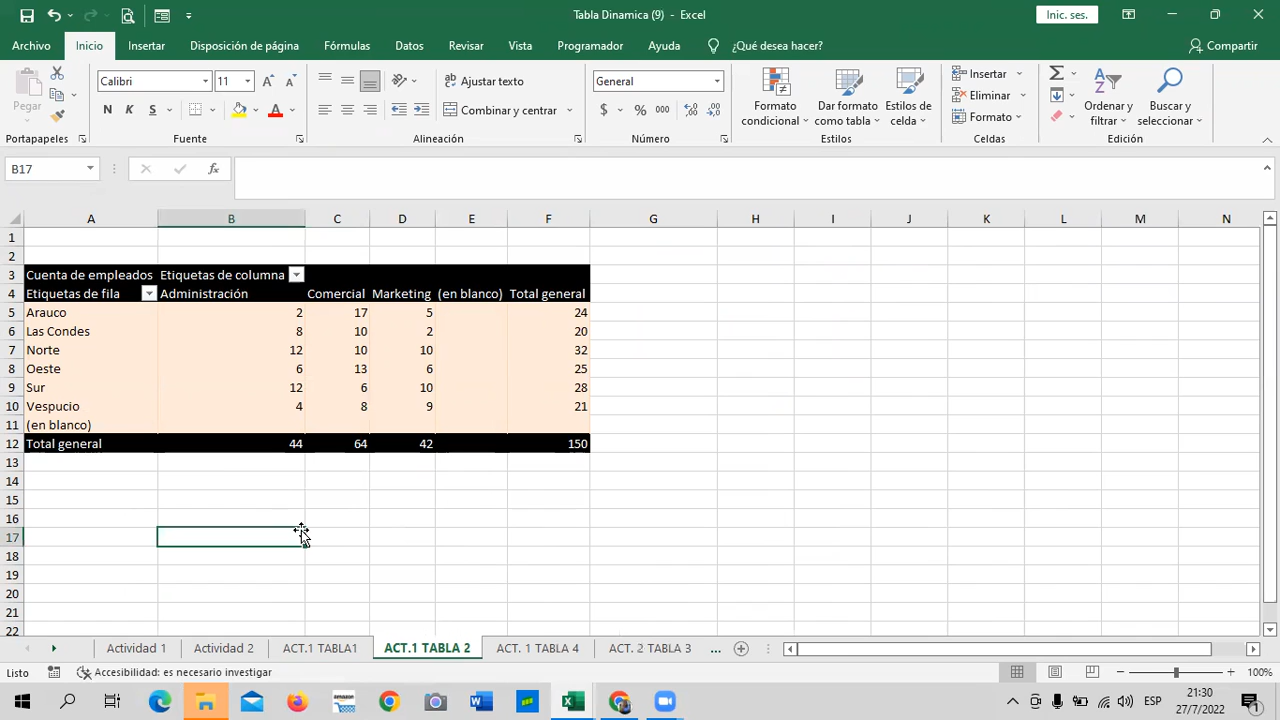 Tabla Dinamica (9) - Excel
Inic. ses.
Archivo Inicio Insertar Disposición de página Fórmulas Datos Revisar Vista Programador Ayuda ¿Qué desea hacer? Compartir
Pegar
Calibri 11
N K S
Ajustar texto
Combinar y centrar
General
$ % 000
Formato condicional
Dar formato como tabla
Estilos de celda
Insertar
Eliminar
Formato
Ordenar y filtrar
Buscar y seleccionar
Portapapeles Fuente Alineación Número Estilos Celdas Edición
B17 fx
A B C D E F G H I J K L M N
1
2
3 Cuenta de empleados Etiquetas de columna
4 Etiquetas de fila Administración Comercial Marketing (en blanco) Total general
5 Arauco 2 17 5 24
6 Las Condes 8 10 2 20
7 Norte 12 10 10 32
8 Oeste 6 13 6 25
9 Sur 12 6 10 28
10 Vespucio 4 8 9 21
11 (en blanco)
12 Total general 44 64 42 150
13
14
15
16
17
18
19
20
21
22
Actividad 1 Actividad 2 ACT.1 TABLA1 ACT.1 TABLA 2 ACT. 1 TABLA 4 ACT. 2 TABLA 3 ...
Listo Accesibilidad: es necesario investigar 100%
amazon
ESP
21:30
27/7/2022